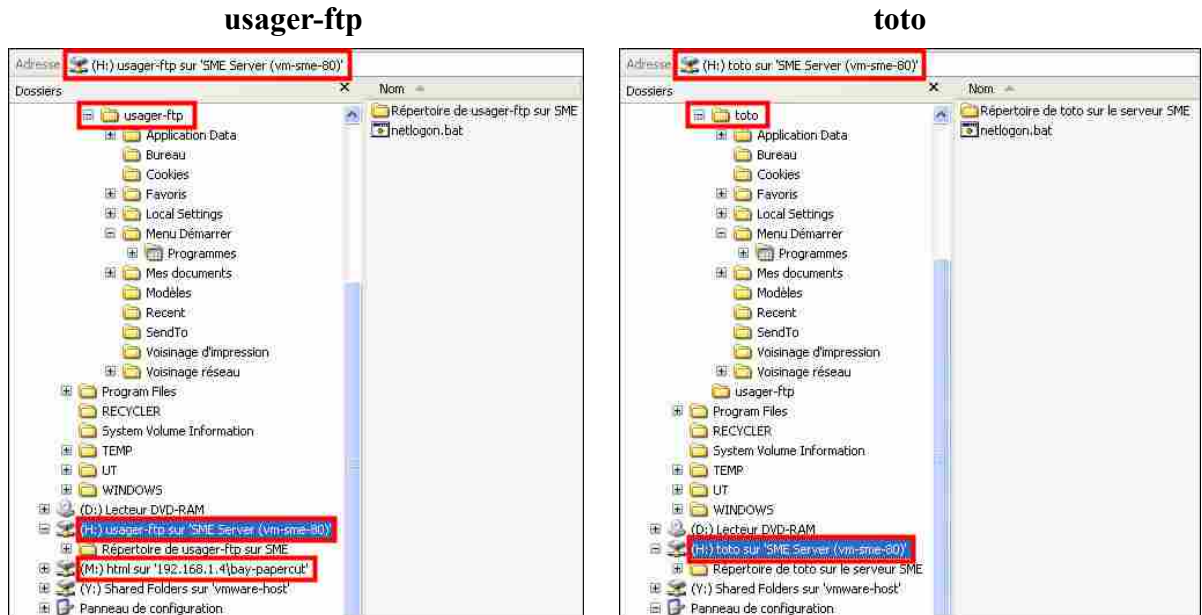 usager-ftp
Adresse (H:) usager-ftp sur 'SME Server (vm-sme-80)'
Dossiers
Nom
usager-ftp
Application Data
Bureau
Cookies
Favoris
Local Settings
Menu Démarrer
Programmes
Mes documents
Modèles
Recent
SendTo
Voisinage d'impression
Voisinage réseau
Program Files
RECYCLER
System Volume Information
TEMP
UT
WINDOWS
(D:) Lecteur DVD-RAM
(H:) usager-ftp sur 'SME Server (vm-sme-80)'
Répertoire de usager-ftp sur SME
(M:) html sur '192.168.1.4\bay-papercut'
(Y:) Shared Folders sur 'vmware-host'
Panneau de configuration
Répertoire de usager-ftp sur SME
netlogon.bat
toto
Adresse (H:) toto sur 'SME Server (vm-sme-80)'
Dossiers
Nom
toto
Application Data
Bureau
Cookies
Favoris
Local Settings
Menu Démarrer
Programmes
Mes documents
Modèles
Recent
SendTo
Voisinage d'impression
Voisinage réseau
usager-ftp
Program Files
RECYCLER
System Volume Information
TEMP
UT
WINDOWS
(D:) Lecteur DVD-RAM
(H:) toto sur 'SME Server (vm-sme-80)'
Répertoire de toto sur le serveur SME
(Y:) Shared Folders sur 'vmware-host'
Panneau de configuration
Répertoire de toto sur le serveur SME
netlogon.bat